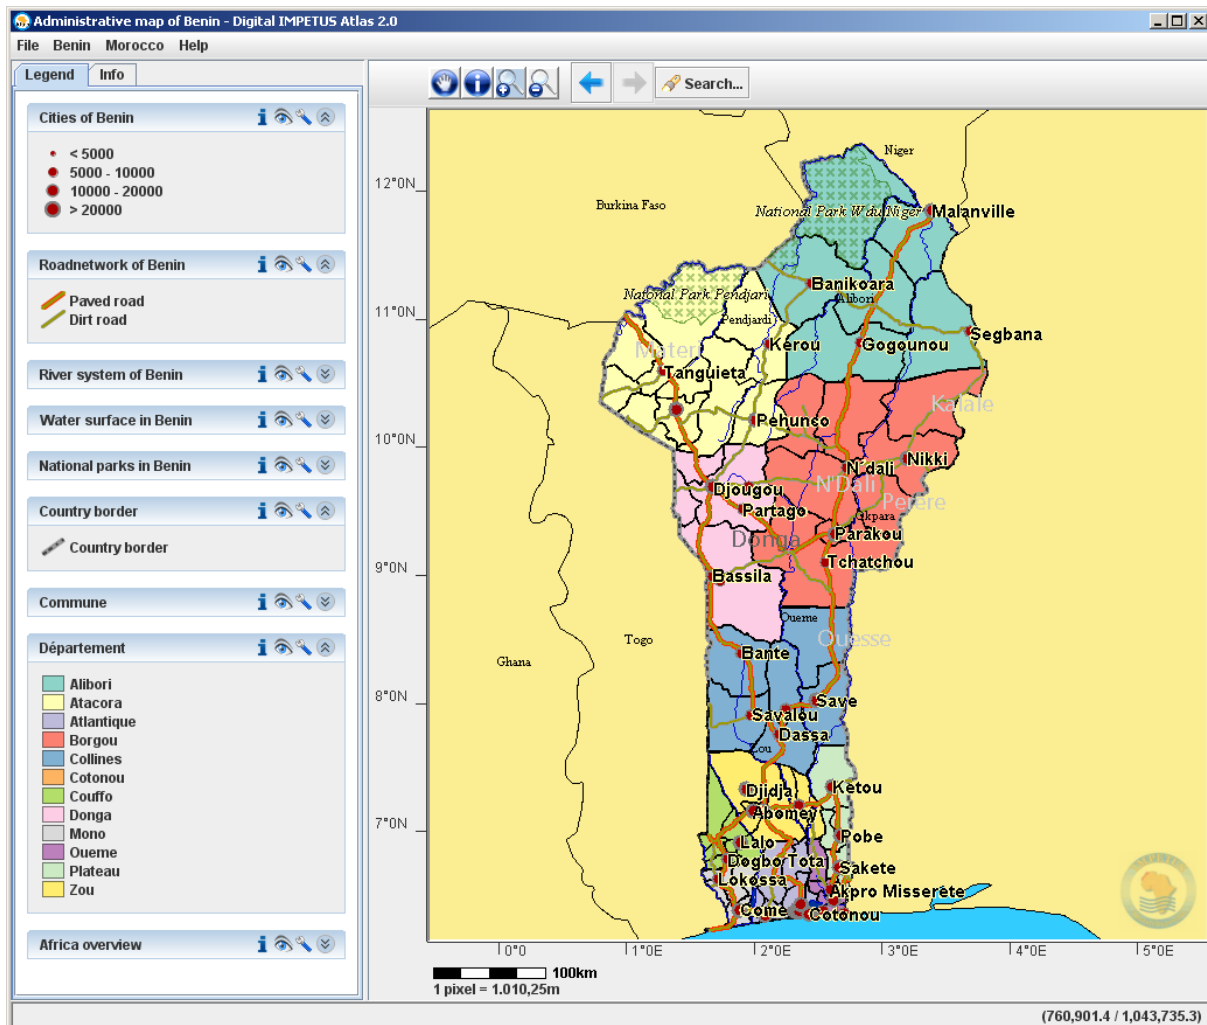 Administrative map of Benin - Digital IMPETUS Atlas 2.0
File Benin Morocco Help
Legend Info
Search...
Cities of Benin
< 5000
5000 - 10000
10000 - 20000
> 20000
Roadnetwork of Benin
Paved road
Dirt road
River system of Benin
Water surface in Benin
National parks in Benin
Country border
Country border
Commune
Département
Alibori
Atacora
Atlantique
Borgou
Collines
Cotonou
Couffo
Donga
Mono
Oueme
Plateau
Zou
Africa overview
12°0N
11°0N
10°0N
9°0N
8°0N
7°0N
Niger
Burkina Faso
National Park W du Niger
Malanville
Banikoara
Alibori
National Park Pendjari
Pendjardi
Segbana
Materi
Kerou
Gogounou
Tanguieta
Kalale
Pehunso
N'dali
Nikki
Djougou
N'Dali
Perere
Partago
Okpara
Donga
Parakou
Tchatchou
Bassila
Oueme
Togo
Ouesse
Ghana
Bante
Save
Savalou
Dassa
Zou
Djidja
Ketou
Abomey
Pobe
Lalo
Dogbo Tota
Sakete
Lokossa
Akpro Misserete
Come
Cotonou
0°0
1°0E
2°0E
3°0E
4°0E
5°0E
100km
1 pixel = 1.010,25m
(760,901.4 / 1,043,735.3)